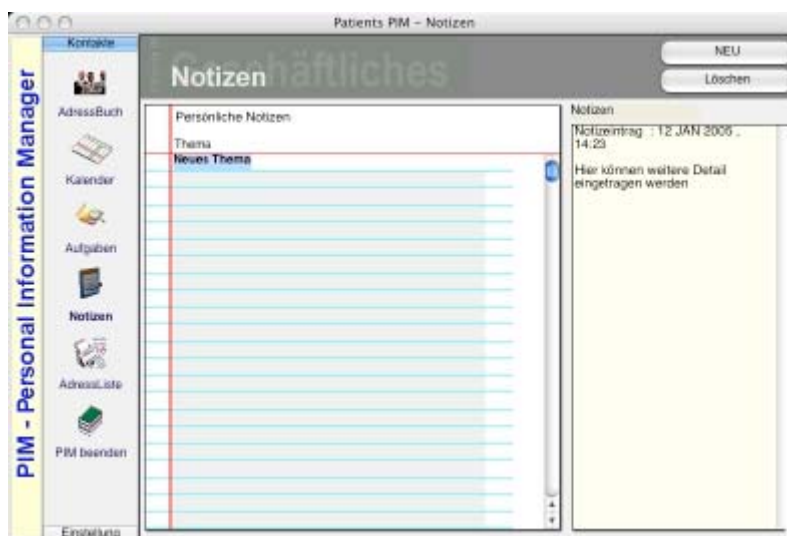 Patients PIM - Notizen
PIM - Personal Information Manager
Kontakte
AdressBuch
Kalender
Aufgaben
Notizen
AdressListe
PIM beenden
Einstellung
Geschäftliches
Notizen
NEU
Löschen
Persönliche Notizen
Thema
Neues Thema
Notizen
Notizeintrag : 12 JAN 2005 ,
14:23
Hier können weitere Detail
eingetragen werden